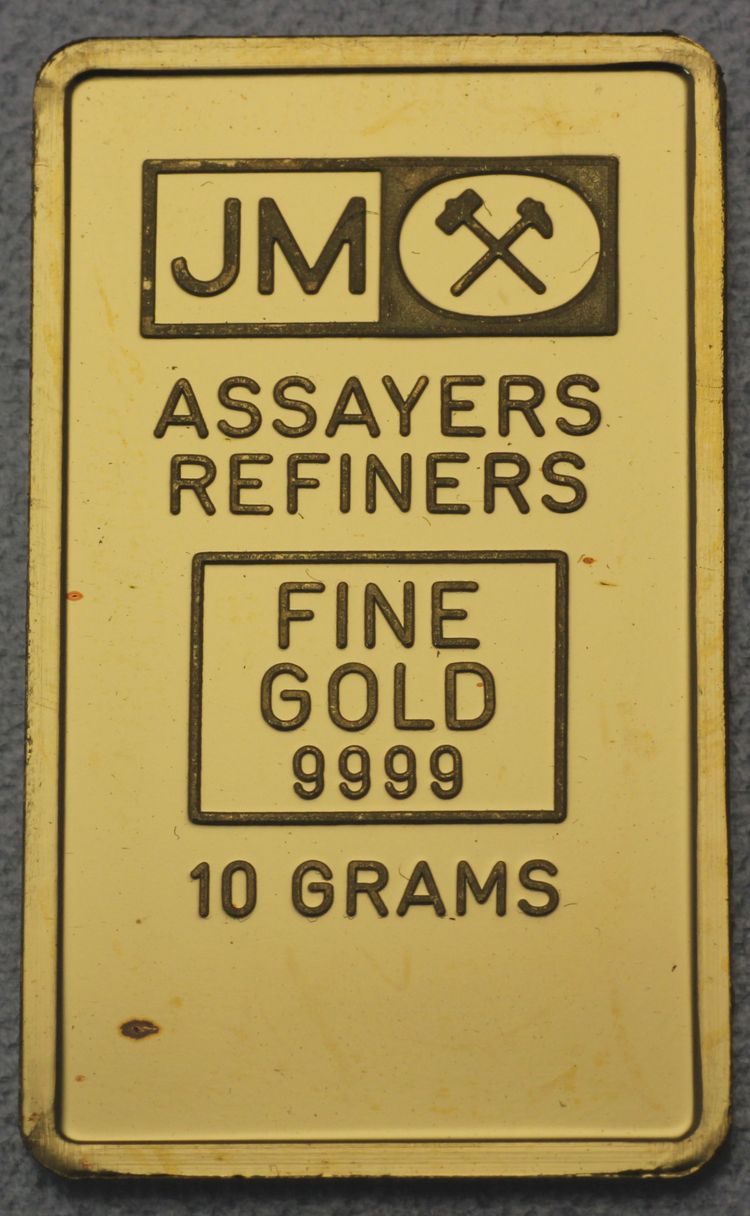 JM
ASSAYERS
REFINERS
FINE
GOLD
9999
10 GRAMS